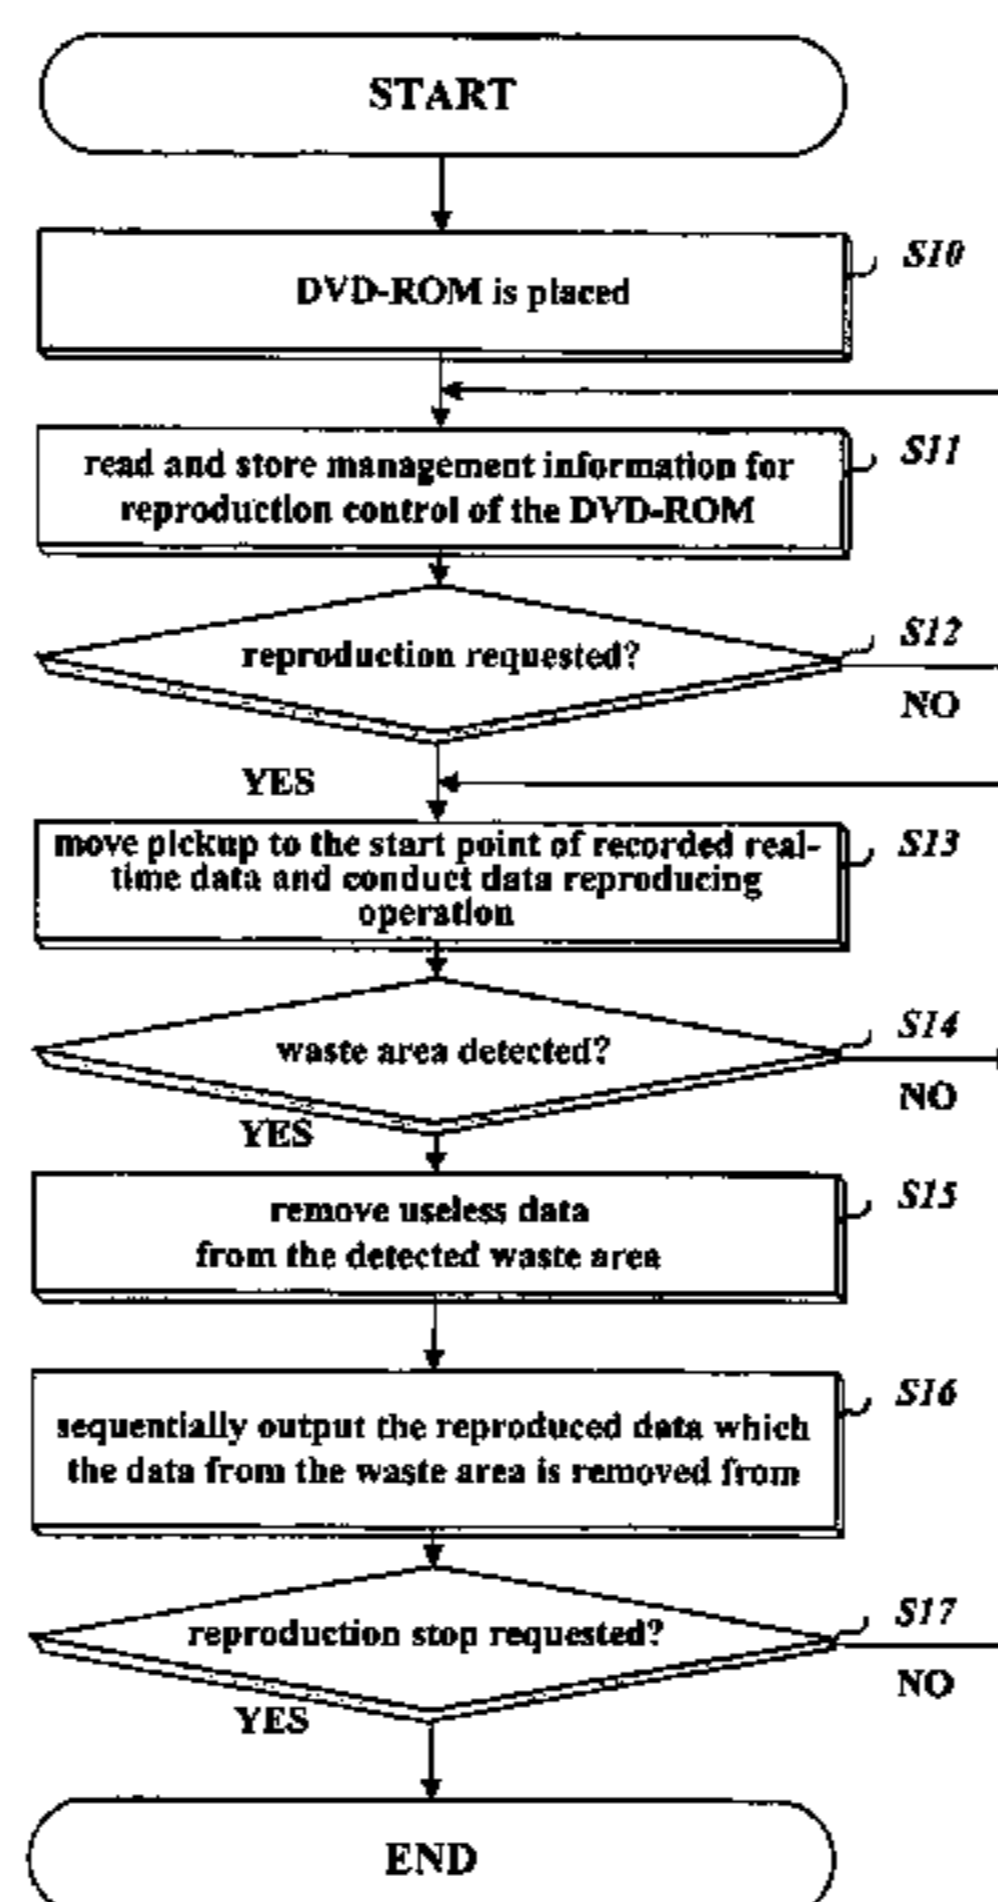 START
DVD-ROM is placed
S10
read and store management information for
reproduction control of the DVD-ROM
S11
reproduction requested?
S12
NO
YES
move pickup to the start point of recorded real-
time data and conduct data reproducing
operation
S13
waste area detected?
S14
NO
YES
remove useless data
from the detected waste area
S15
sequentially output the reproduced data which
the data from the waste area is removed from
S16
reproduction stop requested?
S17
NO
YES
END